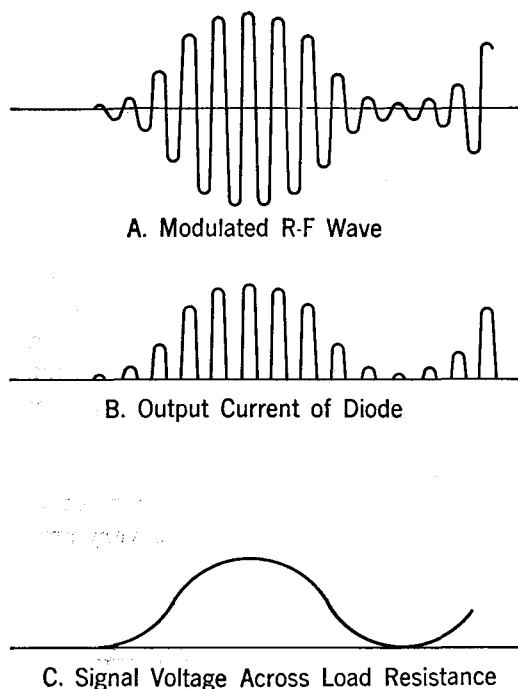 A. Modulated R-F Wave
B. Output Current of Diode
C. Signal Voltage Across Load Resistance